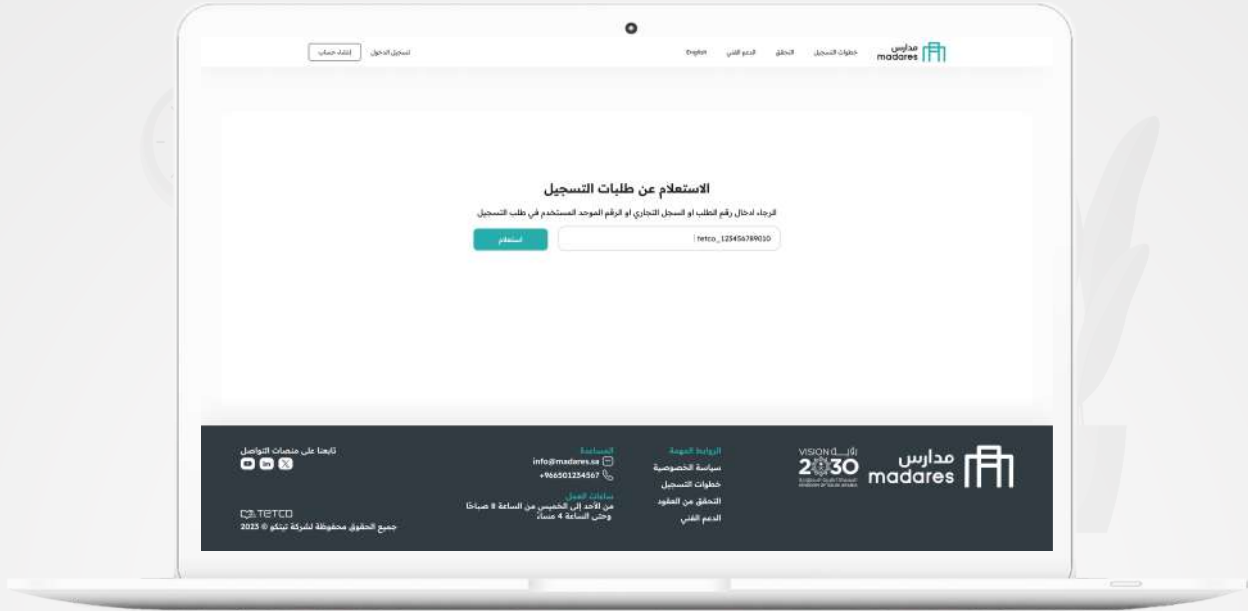 مدارس
madares
خطوات التسجيل
التحقق
الدعم الفني
English
تسجيل الدخول
إنشاء حساب
الاستعلام عن طلبات التسجيل
الرجاء ادخال رقم الطلب او السجل التجاري او الرقم الموحد المستخدم في طلب التسجيل
tetco_123456789010
استعلام
مدارس
madares
VISION رؤيـــة
2030
الروابط المهمة
سياسة الخصوصية
خطوات التسجيل
التحقق من العقود
الدعم الفني
المساعدة
info@madares.sa
+966501234567
ساعات العمل
من الأحد إلى الخميس من الساعة 8 صباحًا
وحتى الساعة 4 مساءً
تابعنا على منصات التواصل
TETCO
جميع الحقوق محفوظة لشركة تيتكو © 2023